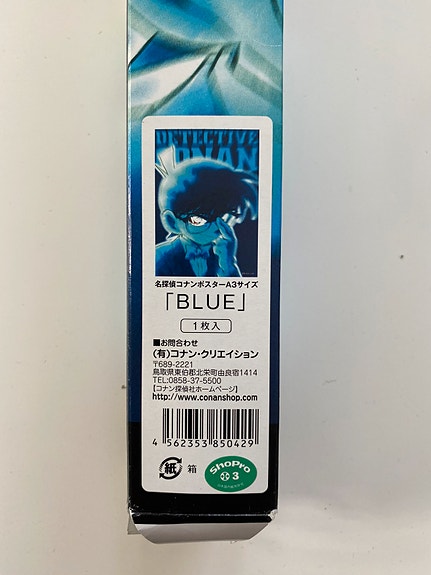 DETECTIVE
CONAN
名探偵コナンポスターA3サイズ
「BLUE」
1枚入
■お問合わせ
(有)コナン・クリエイション
〒689-2221
鳥取県東伯郡北栄町由良宿1414
TEL:0858-37-5500
【コナン探偵社ホームページ】
http://www.conanshop.com
4 562353 850429
紙 箱
ShoPro
3